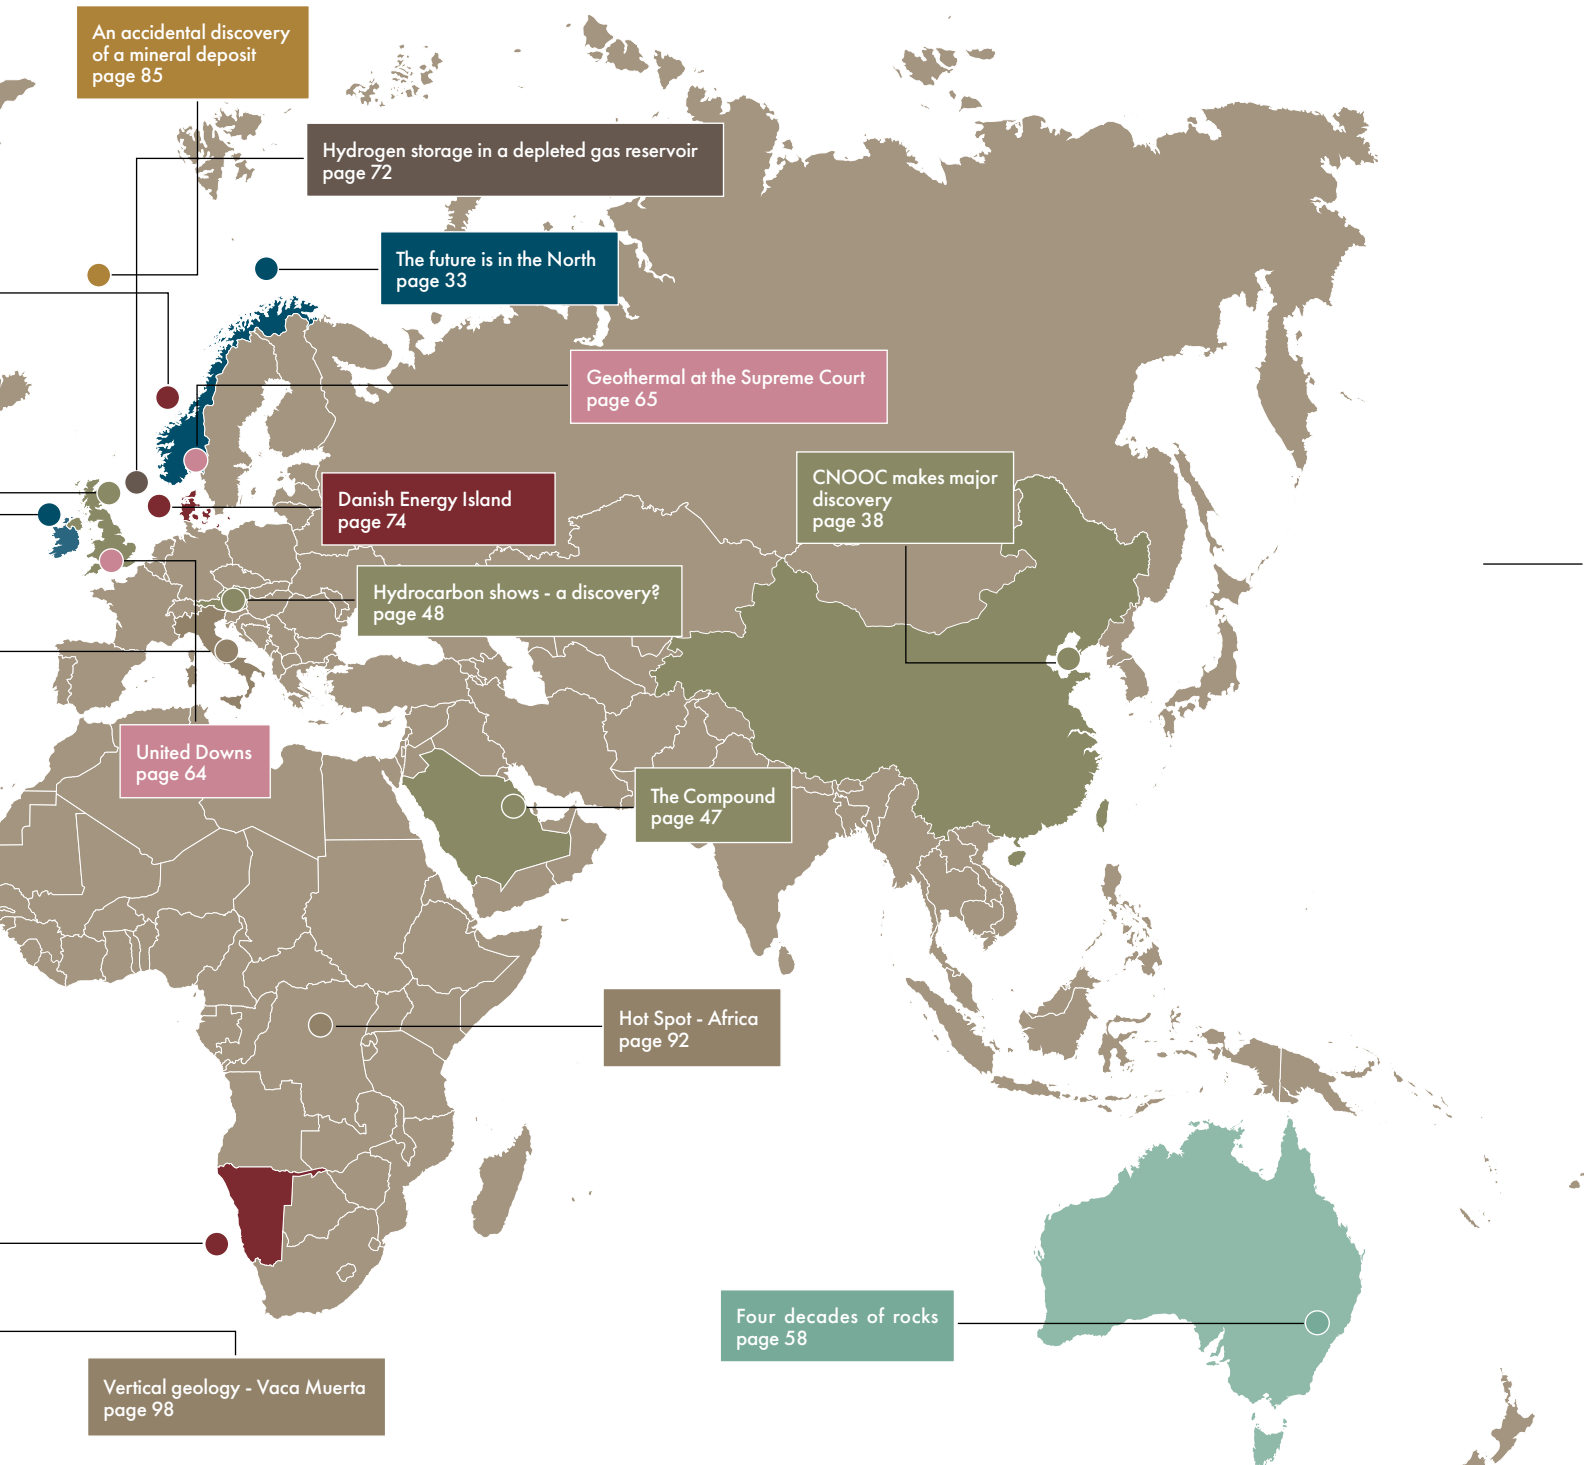 An accidental discovery
of a mineral deposit
page 85
Hydrogen storage in a depleted gas reservoir
page 72
The future is in the North
page 33
Geothermal at the Supreme Court
page 65
CNOOC makes major
discovery
page 38
Danish Energy Island
page 74
Hydrocarbon shows - a discovery?
page 48
United Downs
page 64
The Compound
page 47
Hot Spot - Africa
page 92
Four decades of rocks
page 58
Vertical geology - Vaca Muerta
page 98